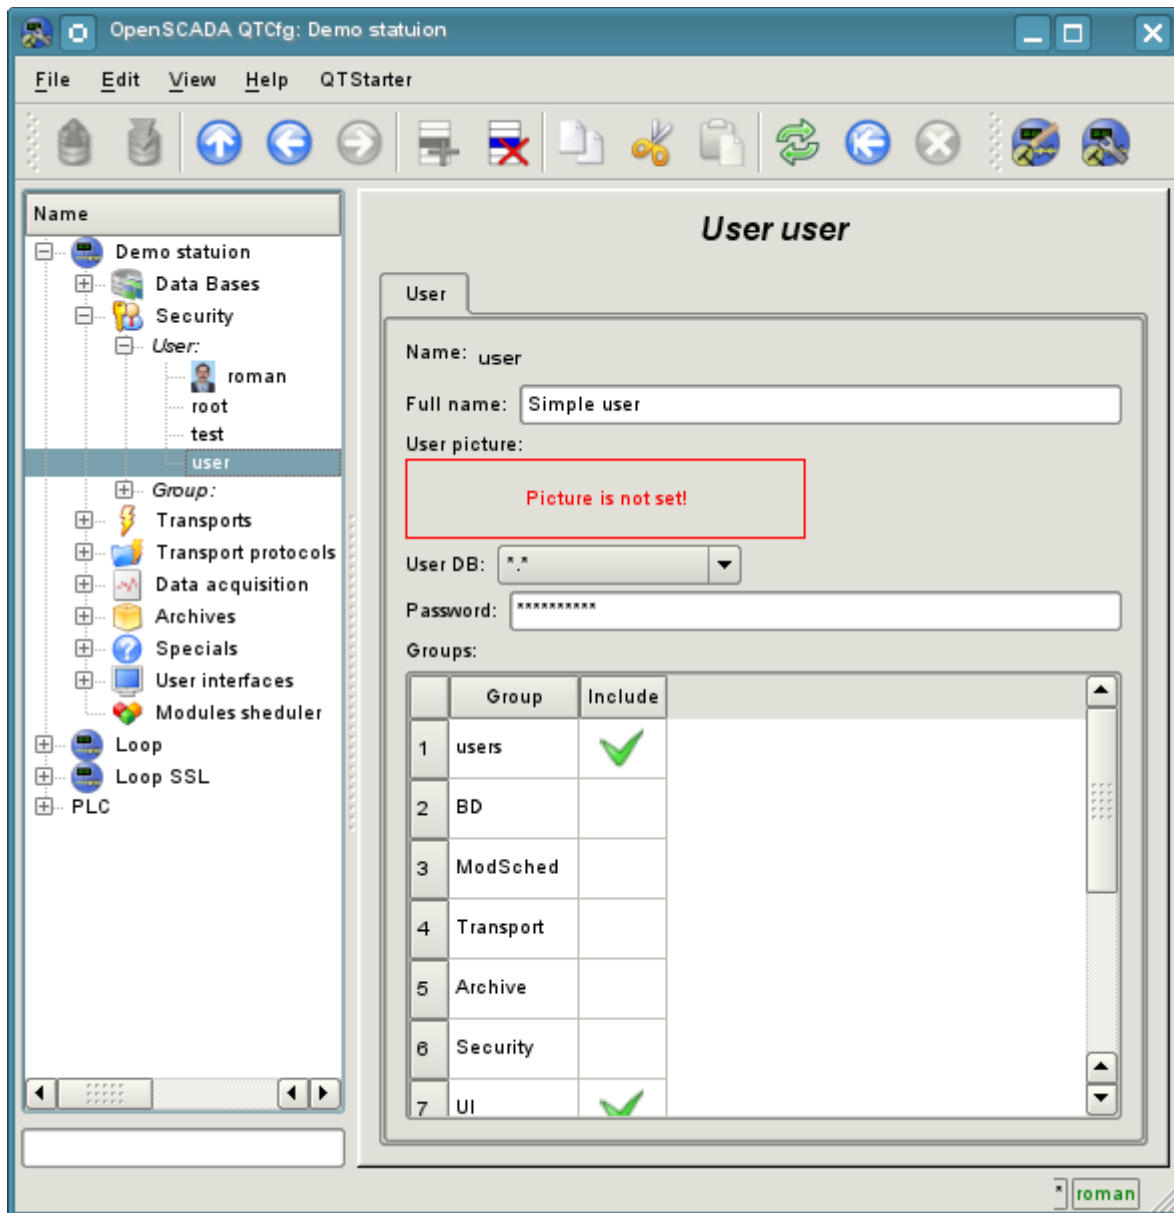 OpenSCADA QTCfg: Demo statuion
File Edit View Help QTStarter
Name
Demo statuion
Data Bases
Security
User:
roman
root
test
user
Group:
Transports
Transport protocols
Data acquisition
Archives
Specials
User interfaces
Modules sheduler
Loop
Loop SSL
PLC
User user
User
Name: user
Full name: Simple user
User picture:
Picture is not set!
User DB: *.*
Password: **********
Groups:
Group Include
1 users
2 BD
3 ModSched
4 Transport
5 Archive
6 Security
7 UI
* roman